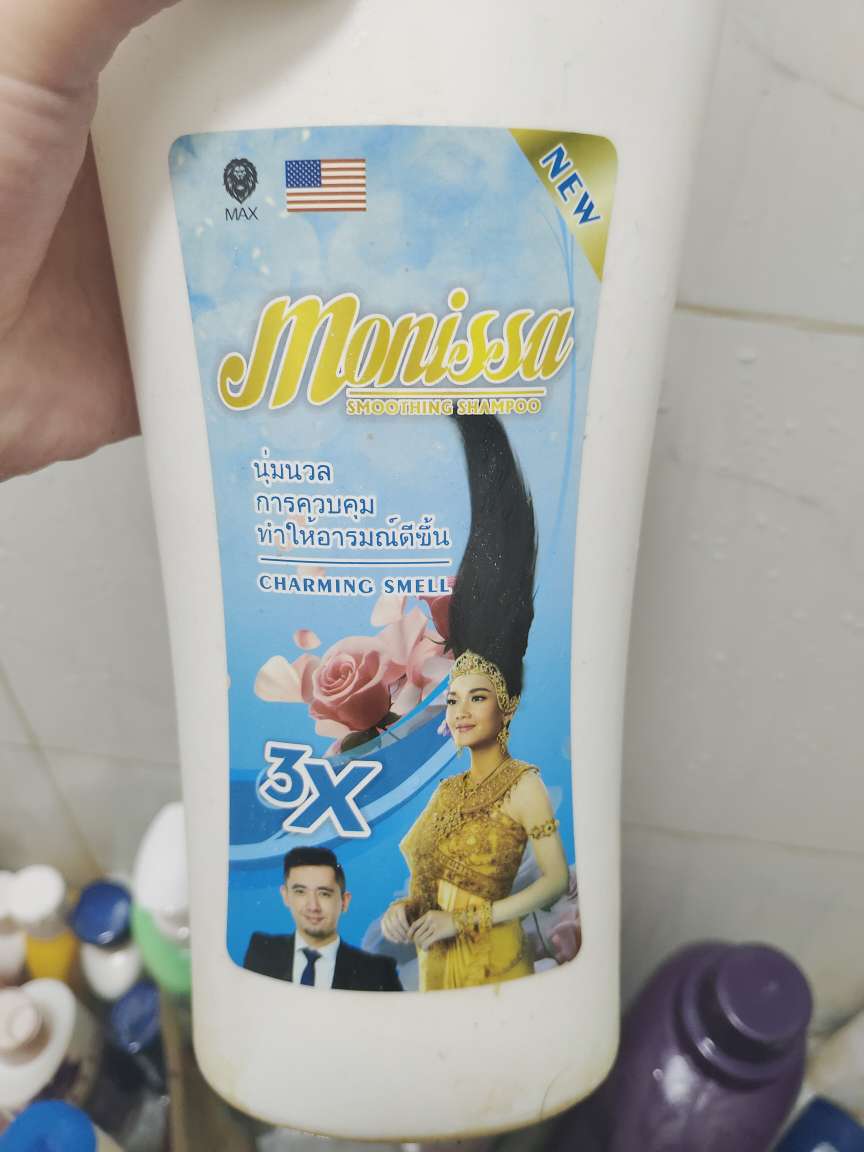 MAX
NEW
Monissa
SMOOTHING SHAMPOO
นุ่มนวล
การควบคุม
ทำให้อารมณ์ดีขึ้น
CHARMING SMELL
3X